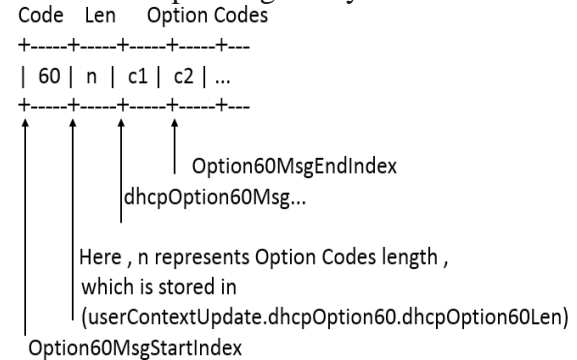 Code Len Option Codes
+-----+-----+-----+-----+---
| 60 | n | c1 | c2 | ...
+-----+-----+-----+-----+---
Option60MsgEndIndex
dhcpOption60Msg...
Here , n represents Option Codes length ,
which is stored in
(userContextUpdate.dhcpOption60.dhcpOption60Len)
Option60MsgStartIndex